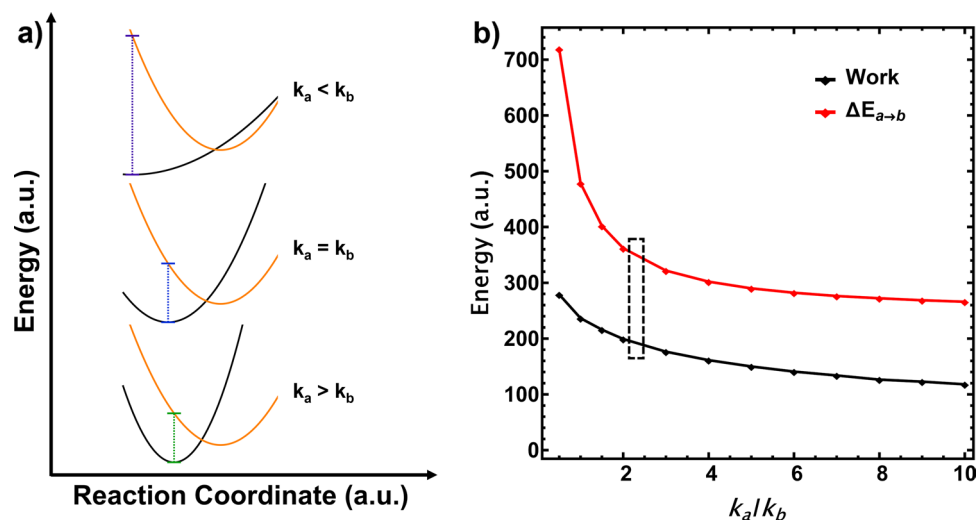 a)
k_a < k_b
k_a = k_b
k_a > k_b
Energy (a.u.)
Reaction Coordinate (a.u.)
b)
Work
ΔE_{a→b}
700
600
500
400
300
200
100
0
Energy (a.u.)
2 4 6 8 10
k_a/k_b